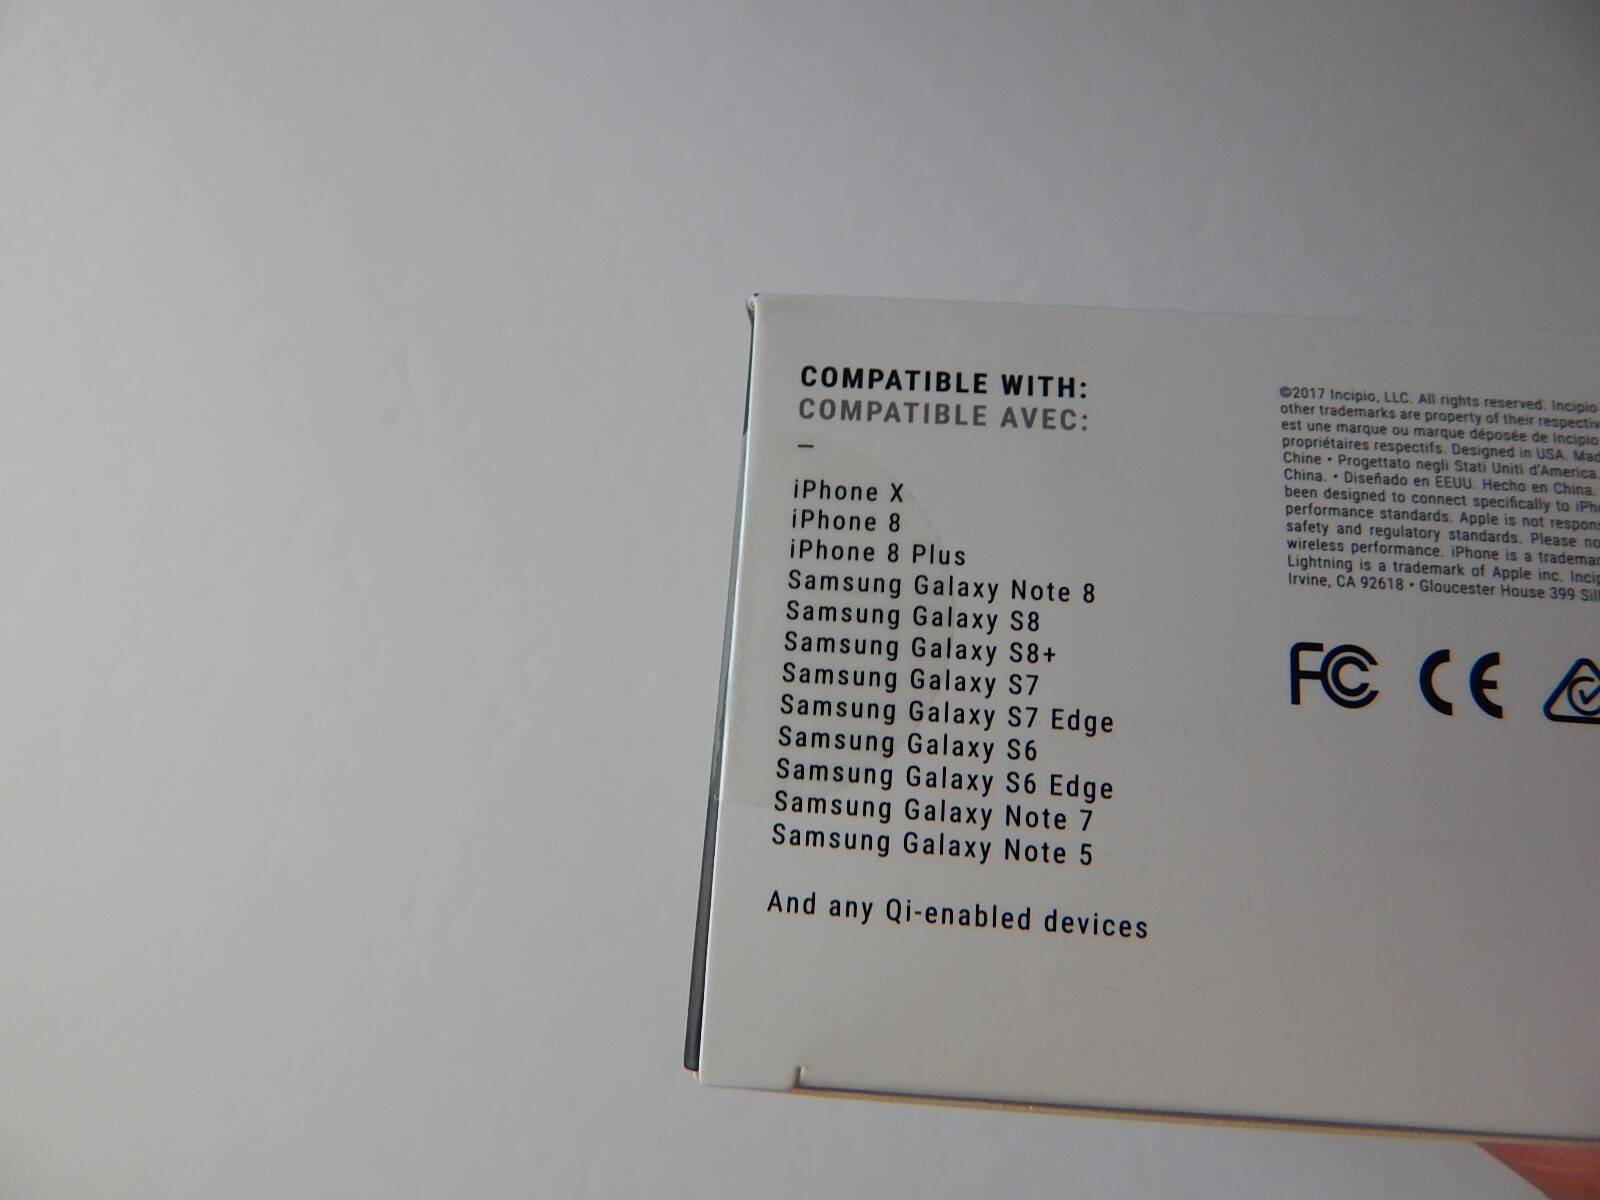 COMPATIBLE WITH:
COMPATIBLE AVEC:
–
iPhone X
iPhone 8
iPhone 8 Plus
Samsung Galaxy Note 8
Samsung Galaxy S8
Samsung Galaxy S8+
Samsung Galaxy S7
Samsung Galaxy S7 Edge
Samsung Galaxy S6
Samsung Galaxy S6 Edge
Samsung Galaxy Note 7
Samsung Galaxy Note 5
And any Qi-enabled devices
©2017 Incipio, LLC. All rights reserved. Incipio
other trademarks are property of their
est une marque ou marque déposée de Incipio
propriétaires respectifs. Designed in USA.
Chine • Progettato negli Stati Uniti d'America.
China. • Diseñado en EEUU. Hecho en China.
been designed to connect specifically to
performance standards. Apple is not
safety and regulatory standards. Please
wireless performance. iPhone is a
Lightning is a trademark of Apple inc.
Irvine, CA 92618 • Gloucester House 399
FC CE